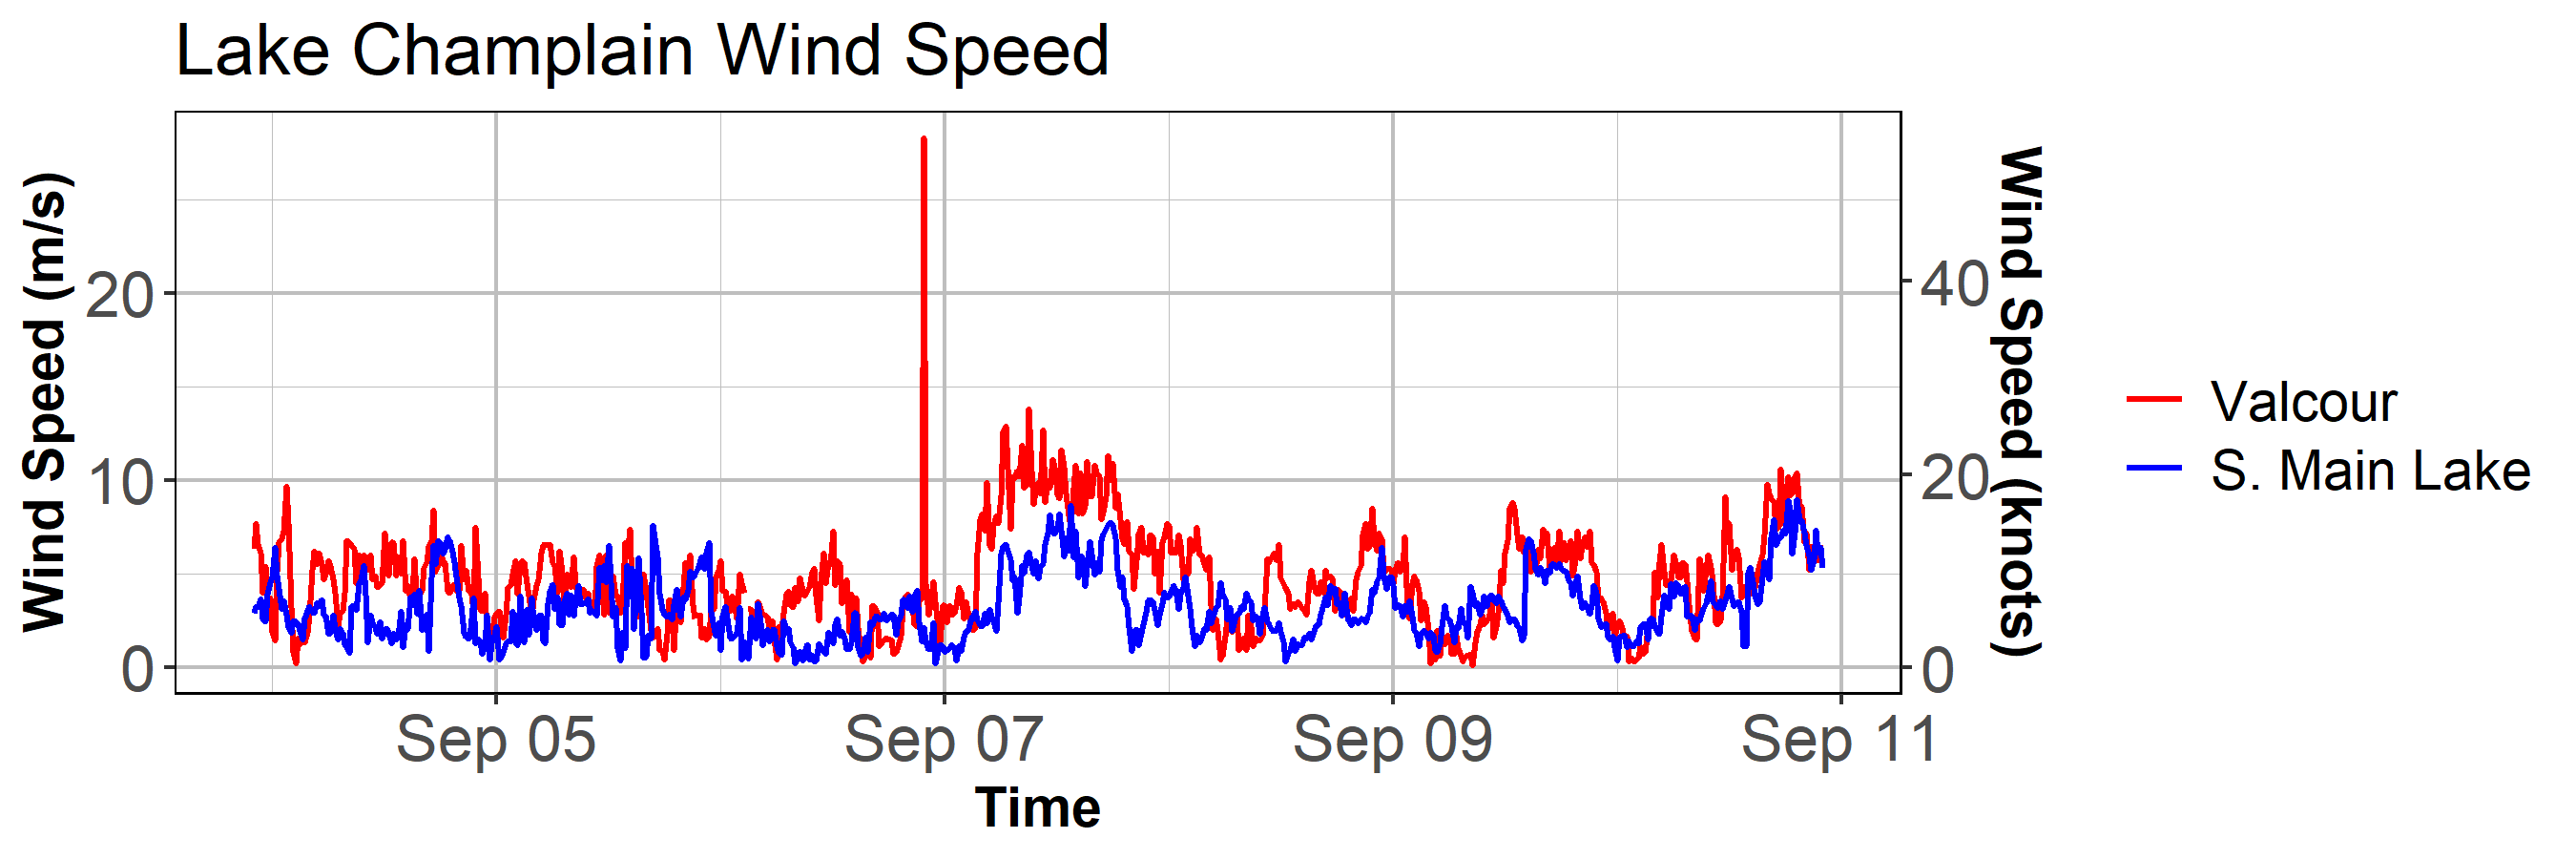 Lake Champlain Wind Speed
Wind Speed (m/s)
20
10
0
40
20
0
Wind Speed (knots)
Sep 05
Sep 07
Sep 09
Sep 11
Time
Valcour
S. Main Lake